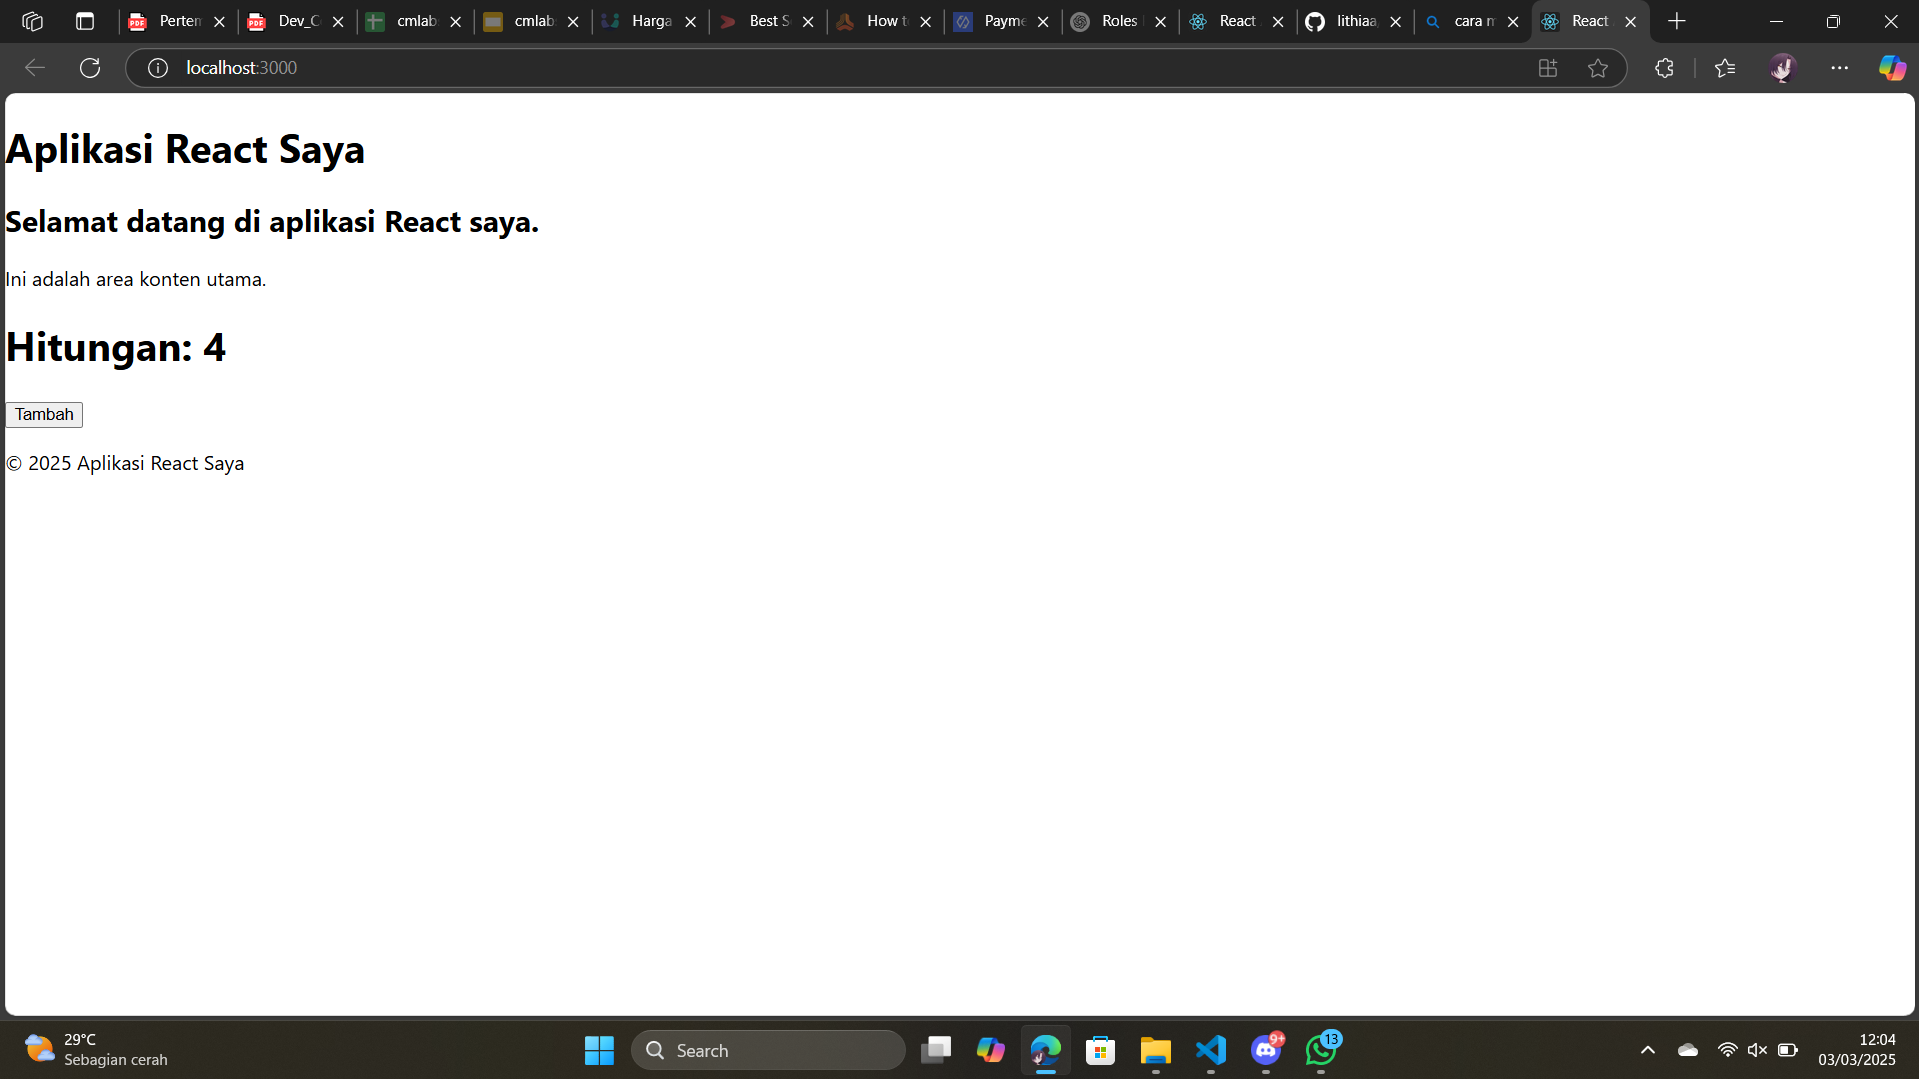 Pertem
Dev_C
cmlab
cmlab
Harga
Best S
How t
Payme
Roles
React
lithiaa
cara m
React
localhost:3000
Aplikasi React Saya
Selamat datang di aplikasi React saya.
Ini adalah area konten utama.
Hitungan: 4
Tambah
© 2025 Aplikasi React Saya
29°C
Sebagian cerah
Search
9+
13
12:04
03/03/2025